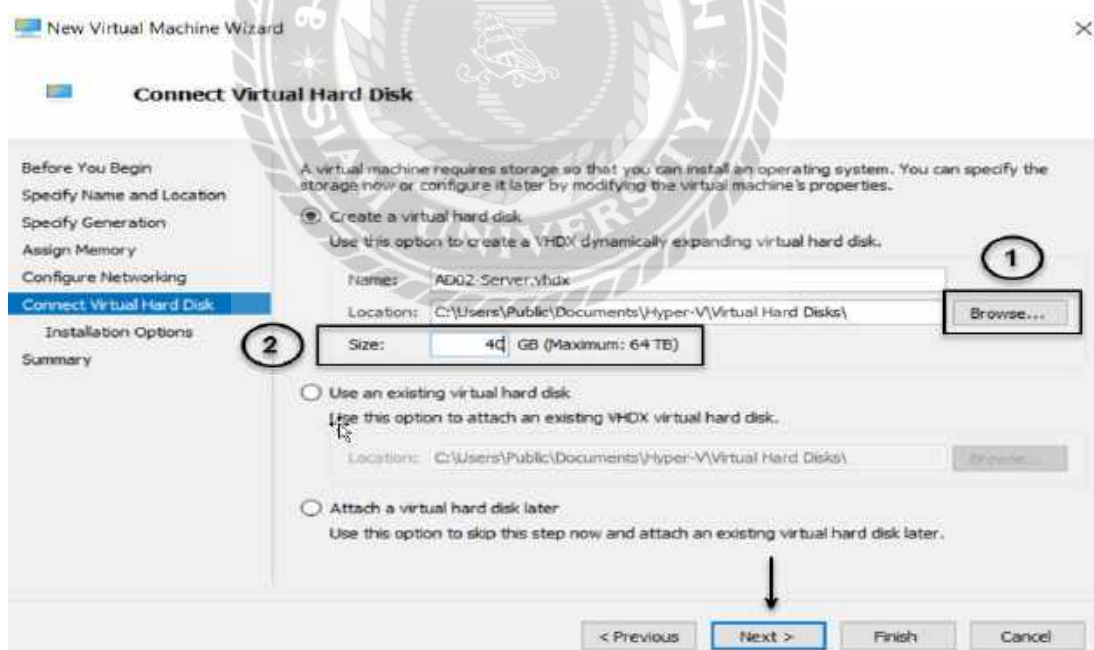 New Virtual Machine Wizard
Connect Virtual Hard Disk
Before You Begin
Specify Name and Location
Specify Generation
Assign Memory
Configure Networking
Connect Virtual Hard Disk
Installation Options
Summary
A virtual machine requires storage so that you can install an operating system. You can specify the
storage now or configure it later by modifying the virtual machine's properties.
Create a virtual hard disk
Use this option to create a VHDX dynamically expanding virtual hard disk.
1
Name: AD02-Server.vhdx
Location: C:\Users\Public\Documents\Hyper-V\Virtual Hard Disks\ Browse...
2
Size: 40 GB (Maximum: 64 TB)
Use an existing virtual hard disk
Use this option to attach an existing VHDX virtual hard disk.
Location: C:\Users\Public\Documents\Hyper-V\Virtual Hard Disks\ Browse...
Attach a virtual hard disk later
Use this option to skip this step now and attach an existing virtual hard disk later.
< Previous Next > Finish Cancel
SIAM UNIVERSITY